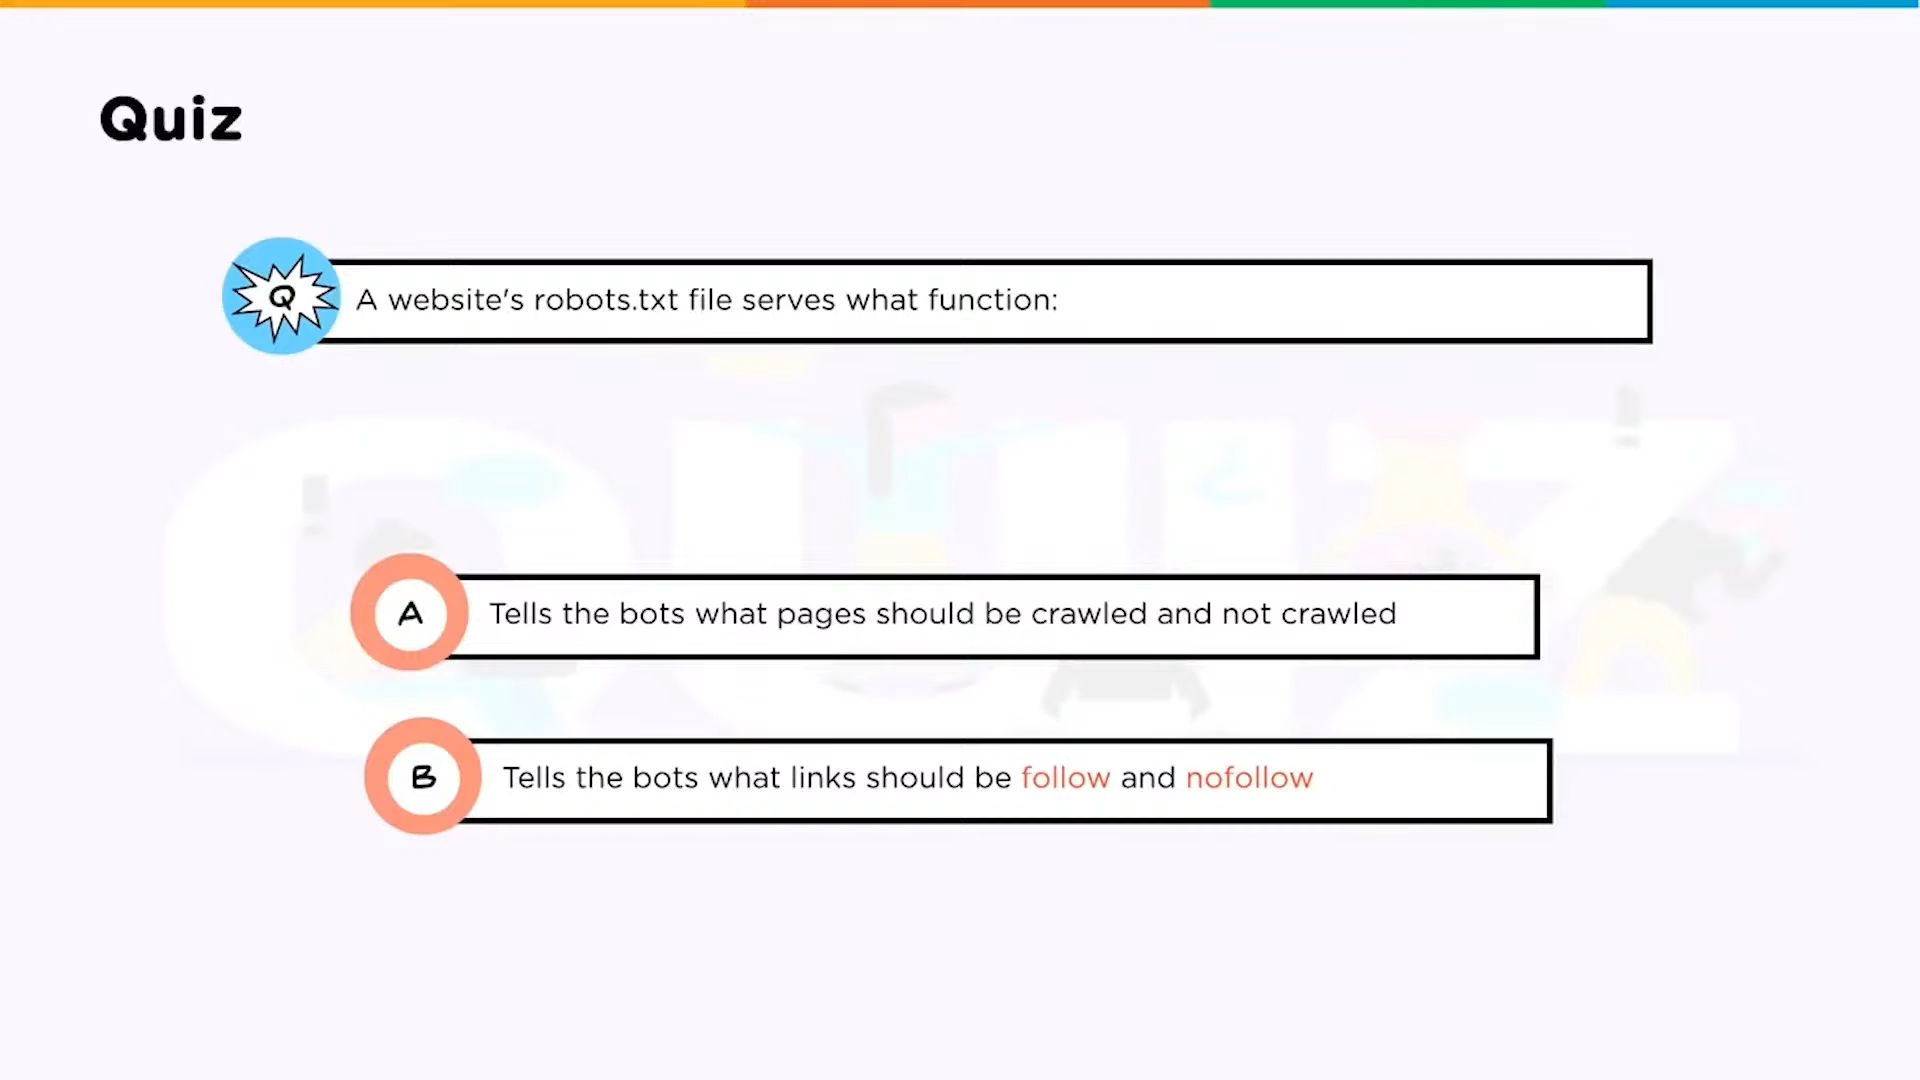 Quiz
Q
A website's robots.txt file serves what function:
A
Tells the bots what pages should be crawled and not crawled
B
Tells the bots what links should be follow and nofollow
QUIZ